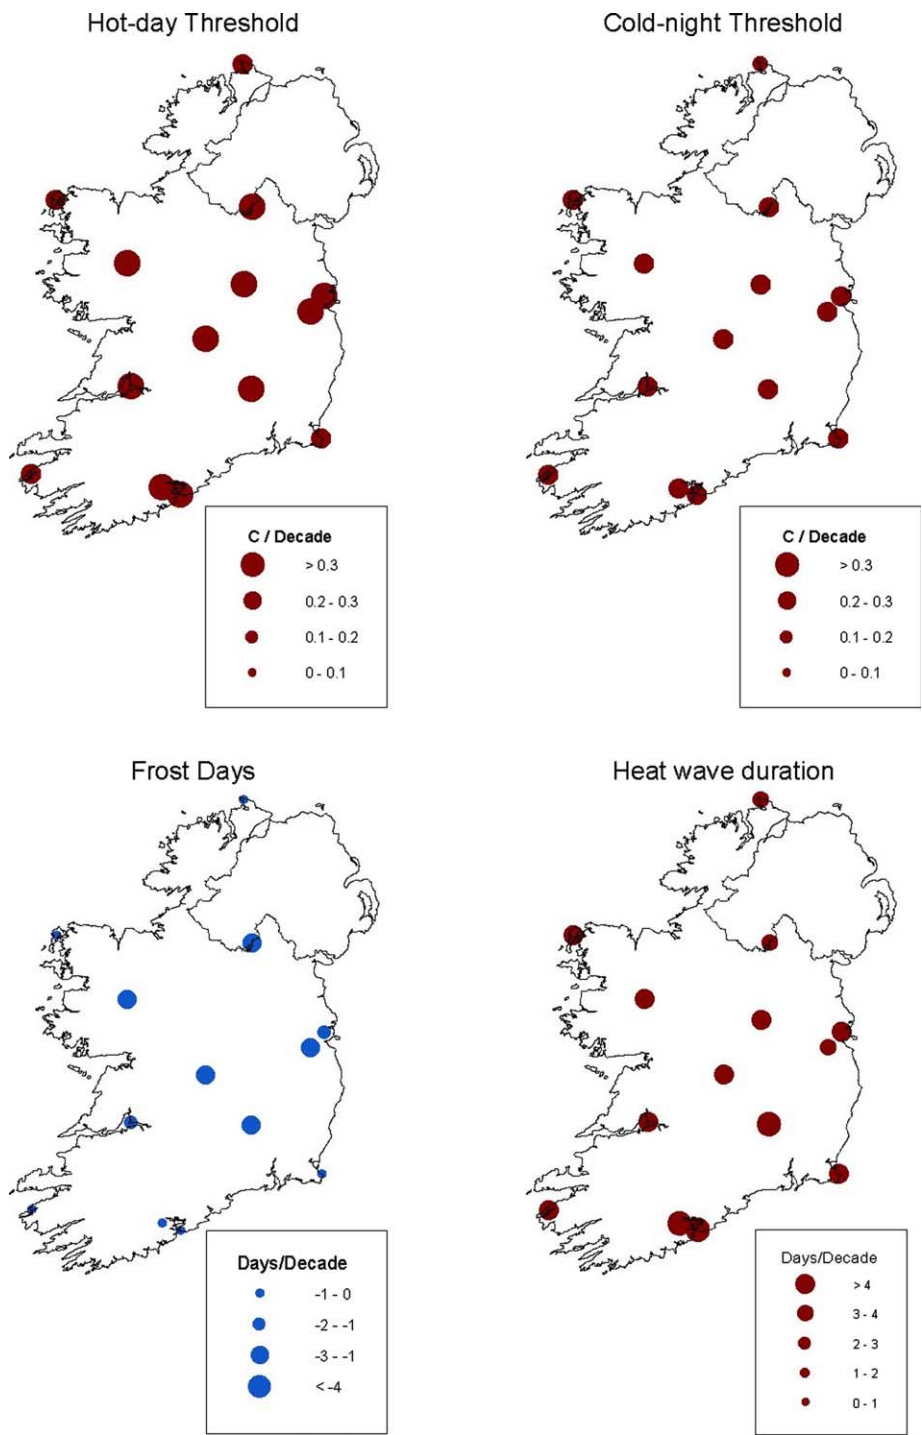 Hot-day Threshold
Cold-night Threshold
C / Decade
> 0.3
0.2 - 0.3
0.1 - 0.2
0 - 0.1
C / Decade
> 0.3
0.2 - 0.3
0.1 - 0.2
0 - 0.1
Frost Days
Heat wave duration
Days/Decade
-1 - 0
-2 - -1
-3 - -1
< -4
Days/Decade
> 4
3 - 4
2 - 3
1 - 2
0 - 1